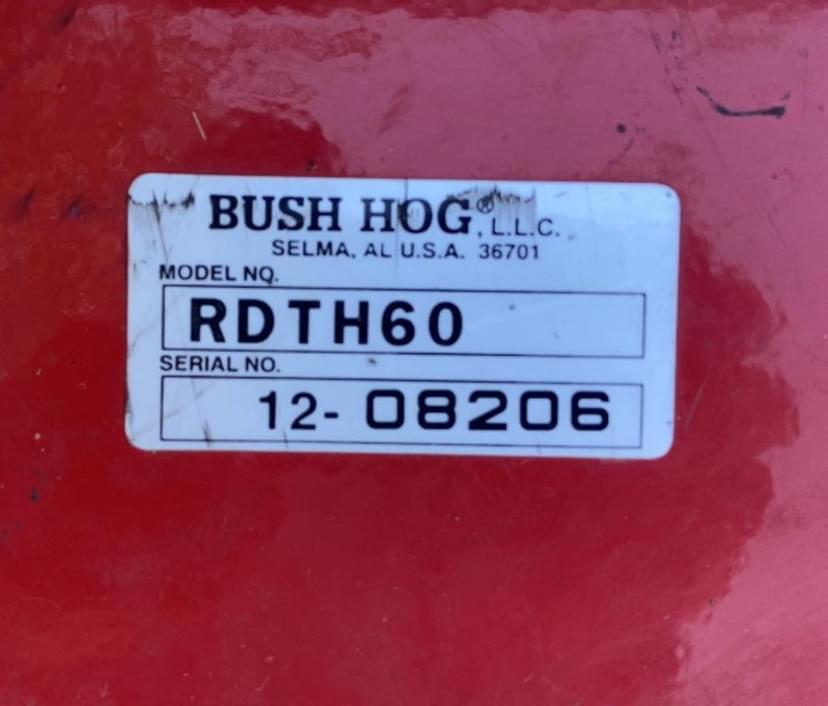 BUSH HOG®, L.L.C.
SELMA, AL U.S.A. 36701
MODEL NO.
RDTH60
SERIAL NO.
12-08206